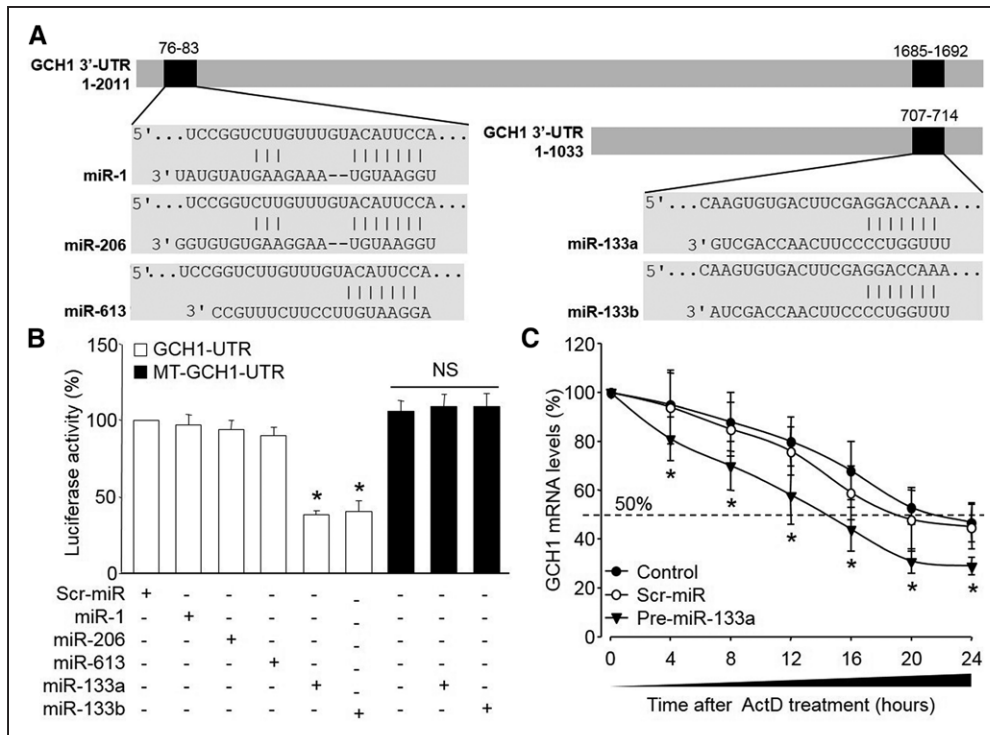 A
76-83
1685-1692
GCH1 3'-UTR
1-2011
5'...UCCGGUCUUGUUUGUACAUUCCA...
miR-1
3'UAUGUAUGAAGAAA--UGUAAGGU
5'...UCCGGUCUUGUUUGUACAUUCCA...
miR-206
3'GGUGUGUGAAGGAA--UGUAAGGU
5'...UCCGGUCUUGUUUGUACAUUCCA...
miR-613
3' CCGUUUCUUCCUUGUAAGGA
707-714
GCH1 3'-UTR
1-1033
5'...CAAGUGUGACUUCGAGGACCAAA...
miR-133a
3'GUCGACCAACUUCCCCUGGUUU
5'...CAAGUGUGACUUCGAGGACCAAA...
miR-133b
3'AUCGACCAACUUCCCCUGGUUU
B
Luciferase activity (%)
150
100
50
0
GCH1-UTR
MT-GCH1-UTR
* *
NS
Scr-miR + - - - - - - - -
miR-1 - + - - - - - - -
miR-206 - - + - - - - - -
miR-613 - - - + - - - - -
miR-133a - - - - + - - + -
miR-133b - - - - - + - - +
C
GCH1 mRNA levels (%)
120
100
80
60
40
20
0
50%
* * * * * *
Control
Scr-miR
Pre-miR-133a
0 4 8 12 16 20 24
Time after ActD treatment (hours)